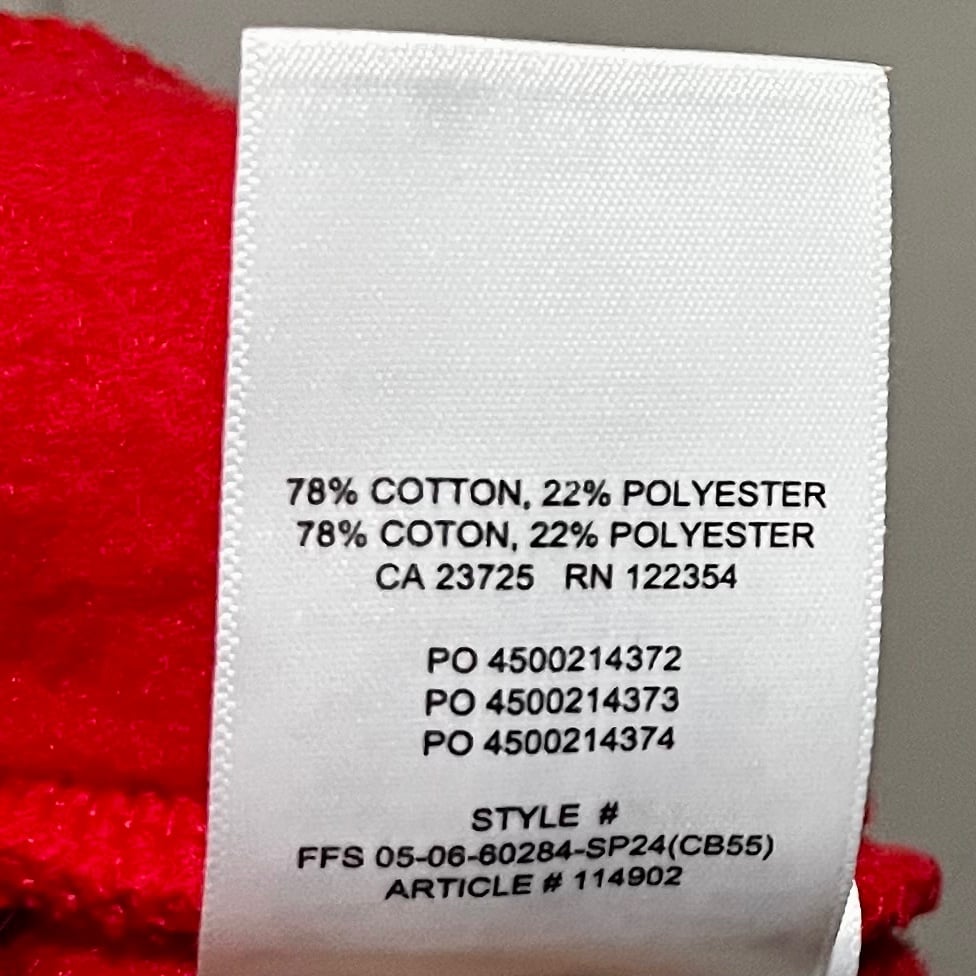 78% COTTON, 22% POLYESTER
78% COTON, 22% POLYESTER
CA 23725 RN 122354
PO 4500214372
PO 4500214373
PO 4500214374
STYLE #
FFS 05-06-60284-SP24(CB55)
ARTICLE # 114902